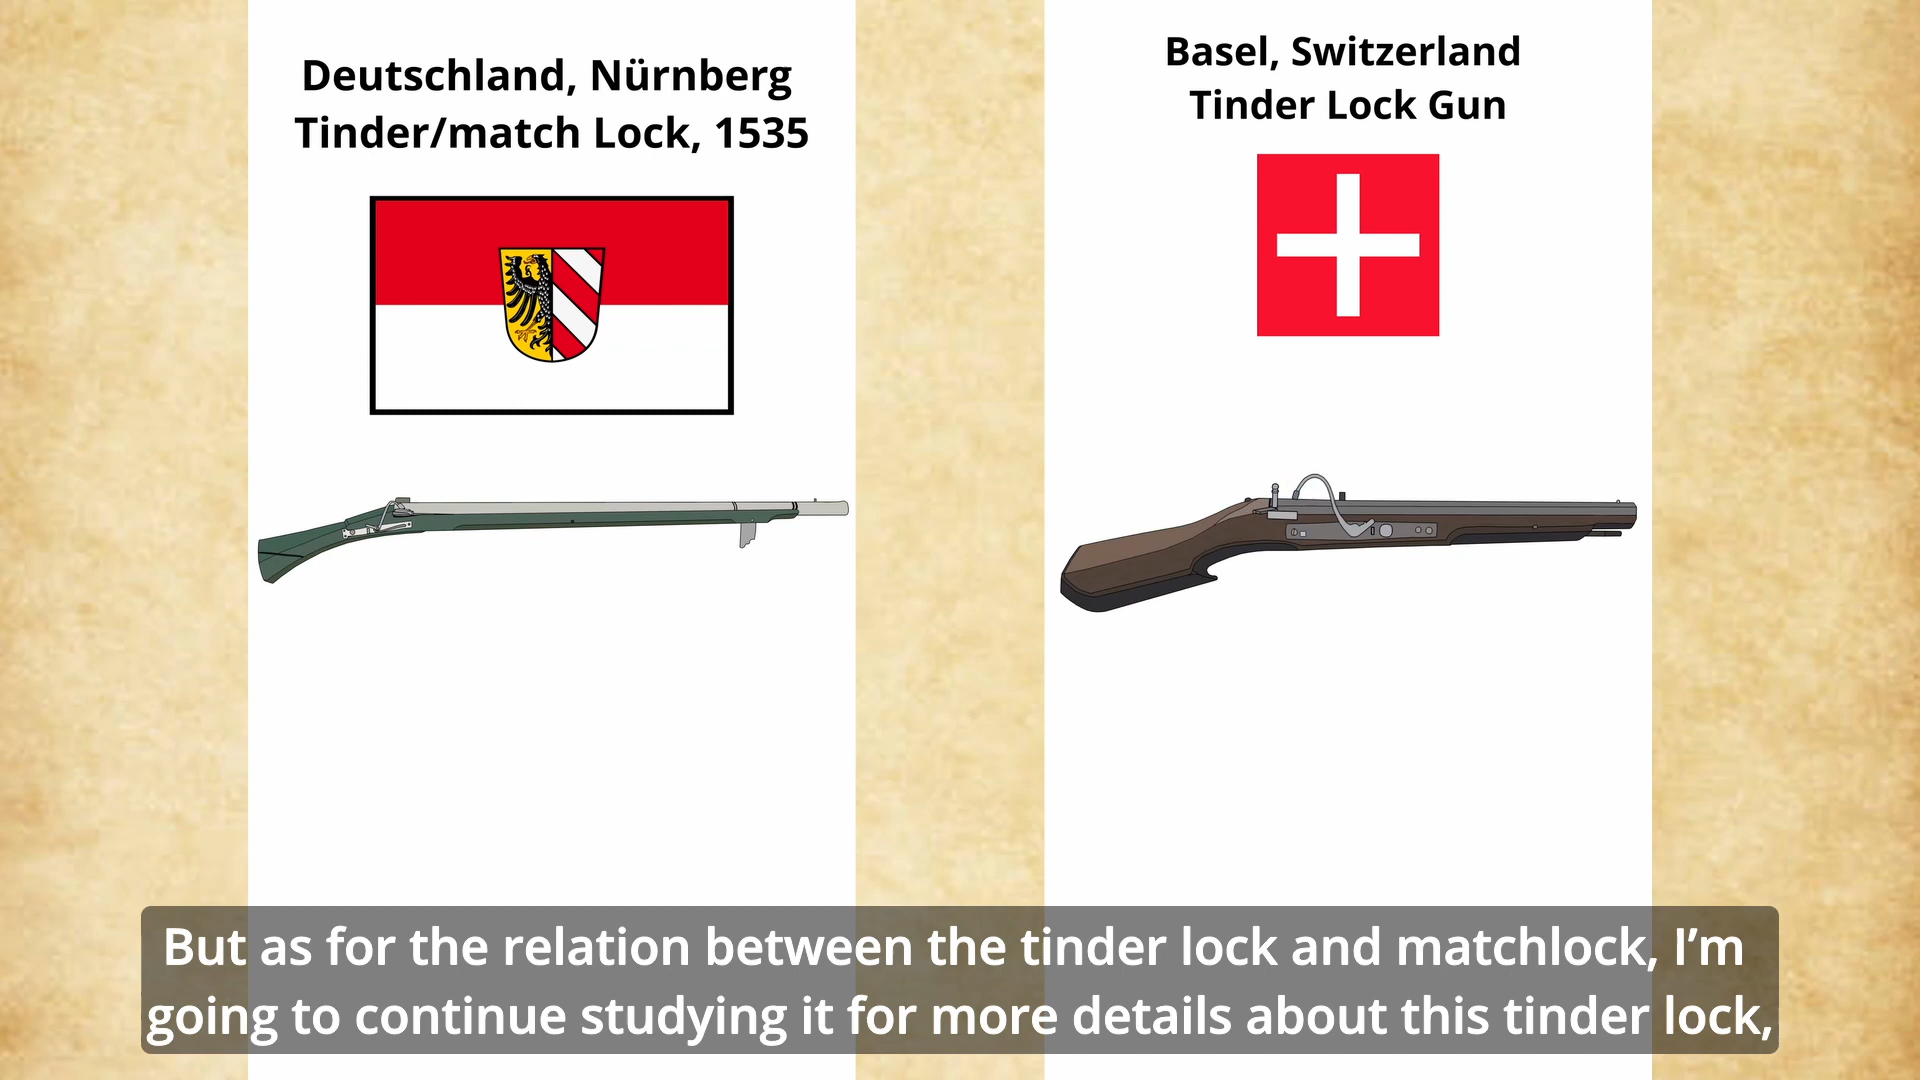 Deutschland, Nürnberg
Tinder/match Lock, 1535
Basel, Switzerland
Tinder Lock Gun
But as for the relation between the tinder lock and matchlock, I’m
going to continue studying it for more details about this tinder lock,